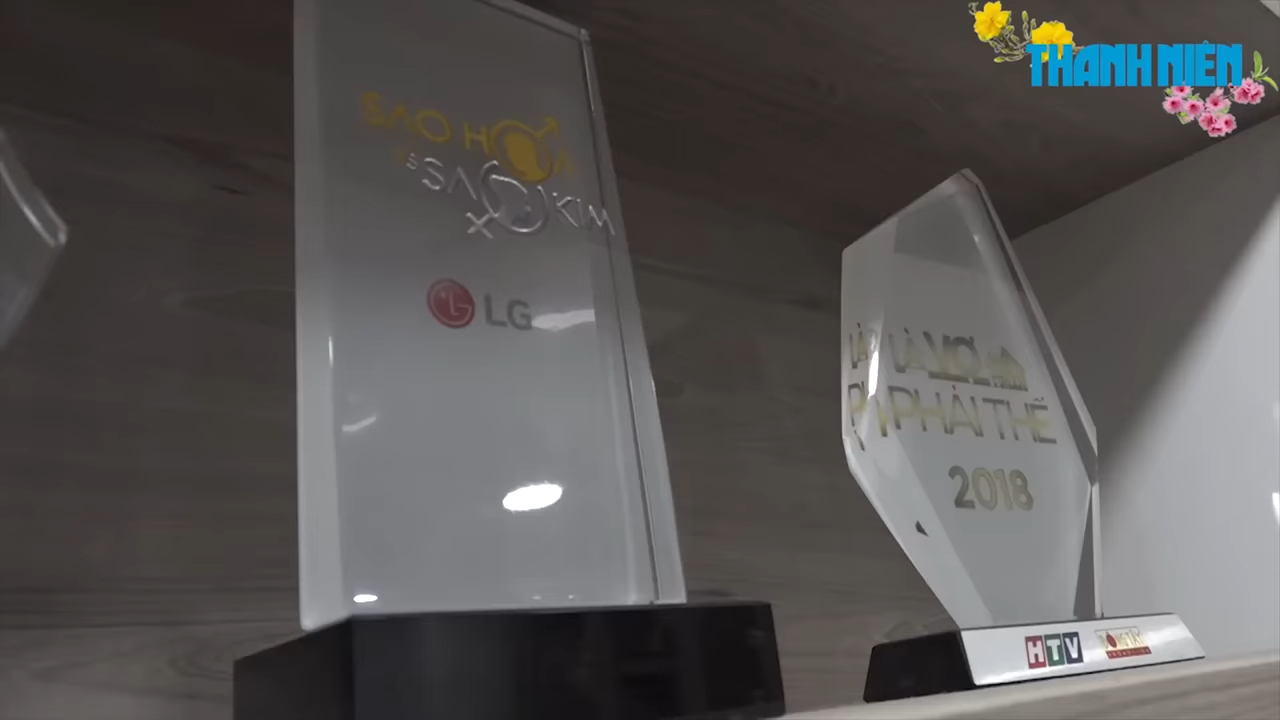 THANH NIÊN
SAO HỎA
& SAO KIM
LG
LÀ VỢ
PHẢI THẾ
2018
HTV